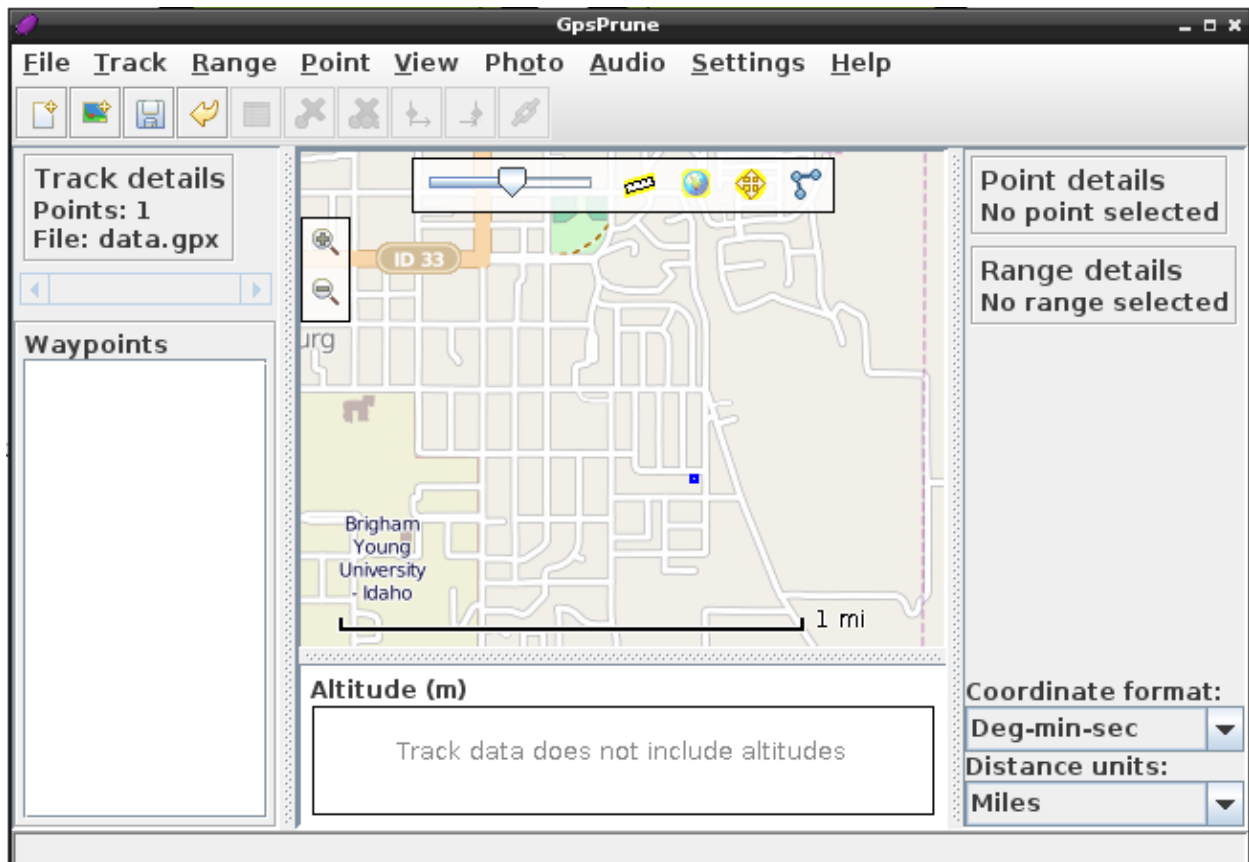 GpsPrune
File Track Range Point View Photo Audio Settings Help
Track details
Points: 1
File: data.gpx
Waypoints
ID 33
urg
Brigham
Young
University
- Idaho
1 mi
Altitude (m)
Track data does not include altitudes
Point details
No point selected
Range details
No range selected
Coordinate format:
Deg-min-sec
Distance units:
Miles